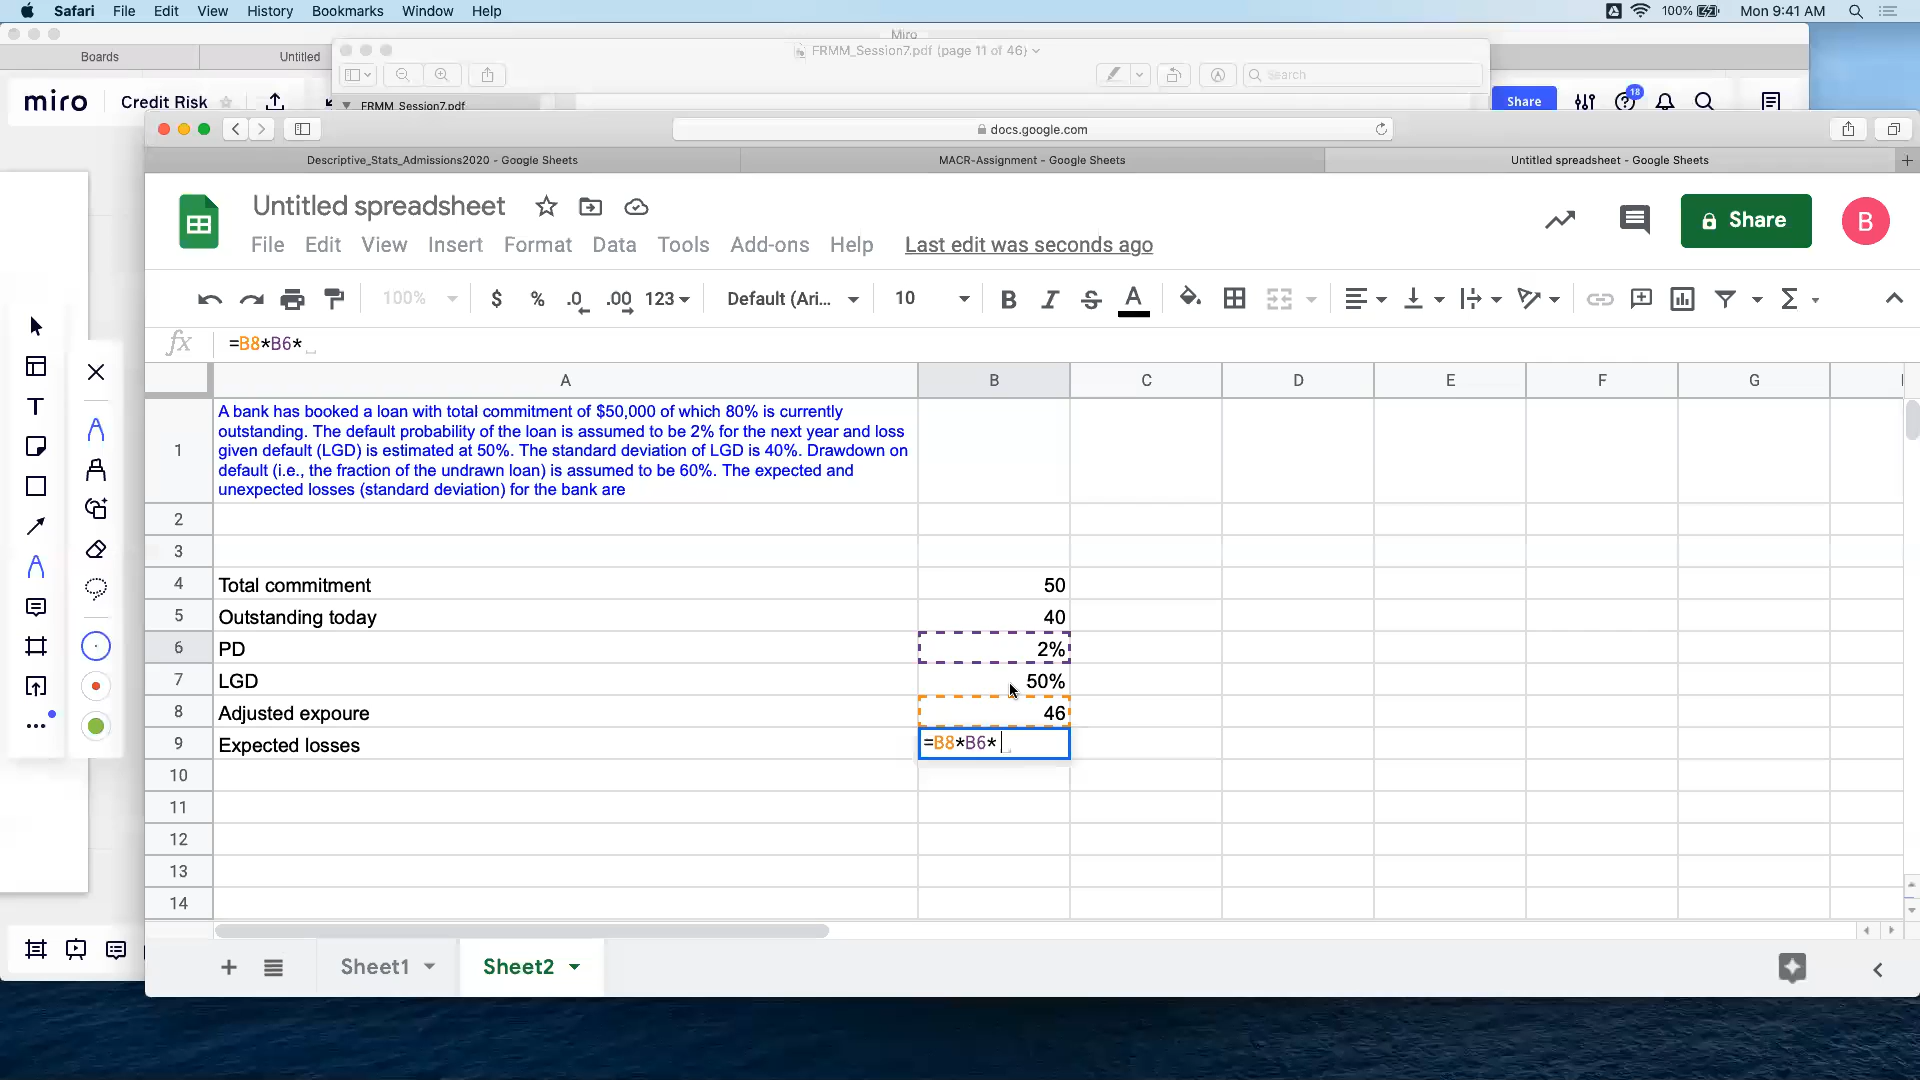 Safari File Edit View History Bookmarks Window Help 100% Mon 9:41 AM
Miro
Boards Untitled
FRMM_Session7.pdf (page 11 of 46)
Search
miro Credit Risk Share 18
FRMM_Session7.pdf
docs.google.com
Descriptive_Stats_Admissions2020 - Google Sheets MACR-Assignment - Google Sheets Untitled spreadsheet - Google Sheets
Untitled spreadsheet
File Edit View Insert Format Data Tools Add-ons Help Last edit was seconds ago
Share B
100% $ % .0 .00 123 Default (Ari... 10 B I S A
fx =B8*B6*
A B C D E F G
1 A bank has booked a loan with total commitment of $50,000 of which 80% is currently
outstanding. The default probability of the loan is assumed to be 2% for the next year and loss
given default (LGD) is estimated at 50%. The standard deviation of LGD is 40%. Drawdown on
default (i.e., the fraction of the undrawn loan) is assumed to be 60%. The expected and
unexpected losses (standard deviation) for the bank are
2
3
4 Total commitment 50
5 Outstanding today 40
6 PD 2%
7 LGD 50%
8 Adjusted expoure 46
9 Expected losses =B8*B6*
10
11
12
13
14
Sheet1 Sheet2